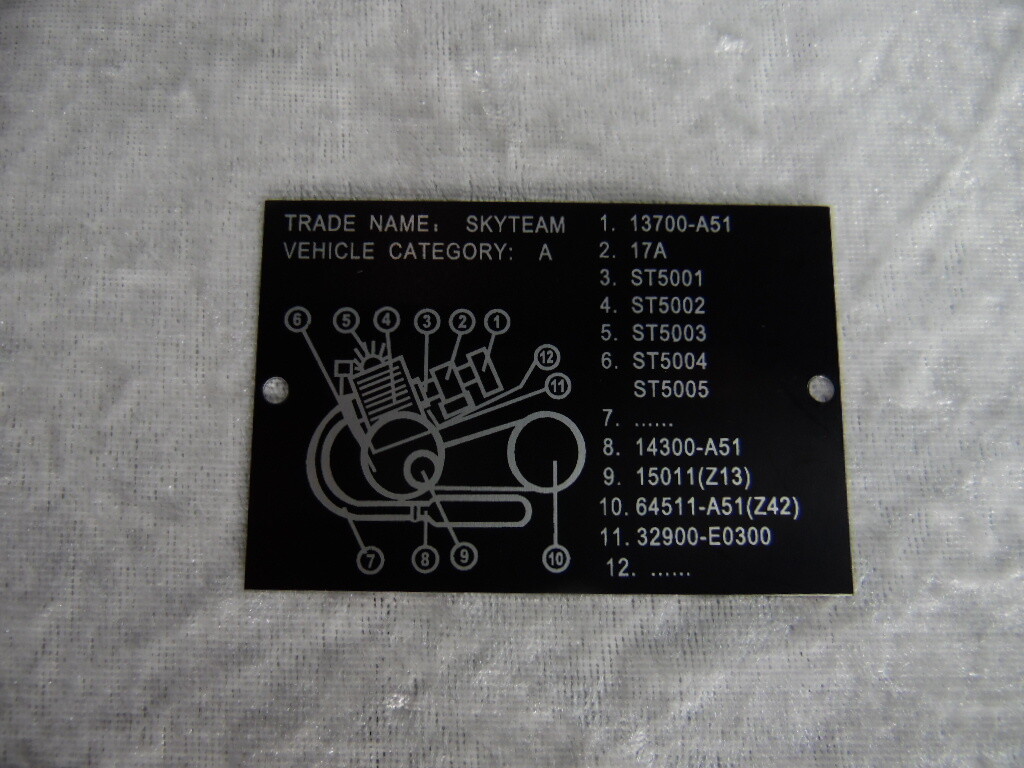 TRADE NAME: SKYTEAM
VEHICLE CATEGORY: A
1. 13700-A51
2. 17A
3. ST5001
4. ST5002
5. ST5003
6. ST5004
ST5005
7. ......
8. 14300-A51
9. 15011(Z13)
10. 64511-A51(Z42)
11. 32900-E0300
12. ......
6 5 4 3 2 1
12
11
7 8 9 10